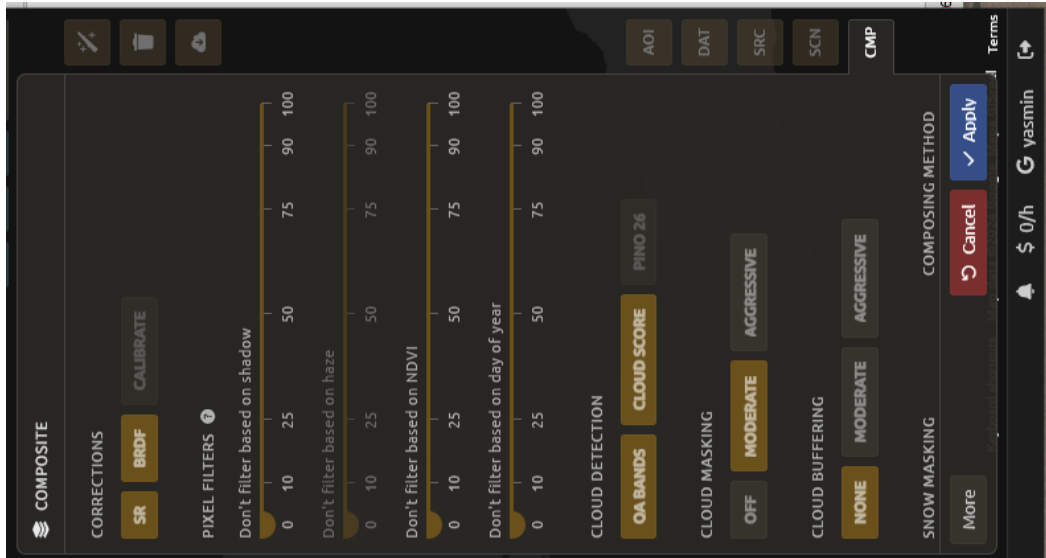 COMPOSITE
CORRECTIONS
SR BRDF CALIBRATE
PIXEL FILTERS ?
Don't filter based on shadow
0 10 25 50 75 90 100
Don't filter based on haze
0 10 25 50 75 90 100
Don't filter based on NDVI
0 10 25 50 75 90 100
Don't filter based on day of year
0 10 25 50 75 90 100
CLOUD DETECTION
QA BANDS CLOUD SCORE PINO 26
CLOUD MASKING
OFF MODERATE AGGRESSIVE
CLOUD BUFFERING
NONE MODERATE AGGRESSIVE
SNOW MASKING COMPOSING METHOD
More Cancel Apply
AOI
DAT
SRC
SCN
CMP
Terms
$ 0/h G yasmin